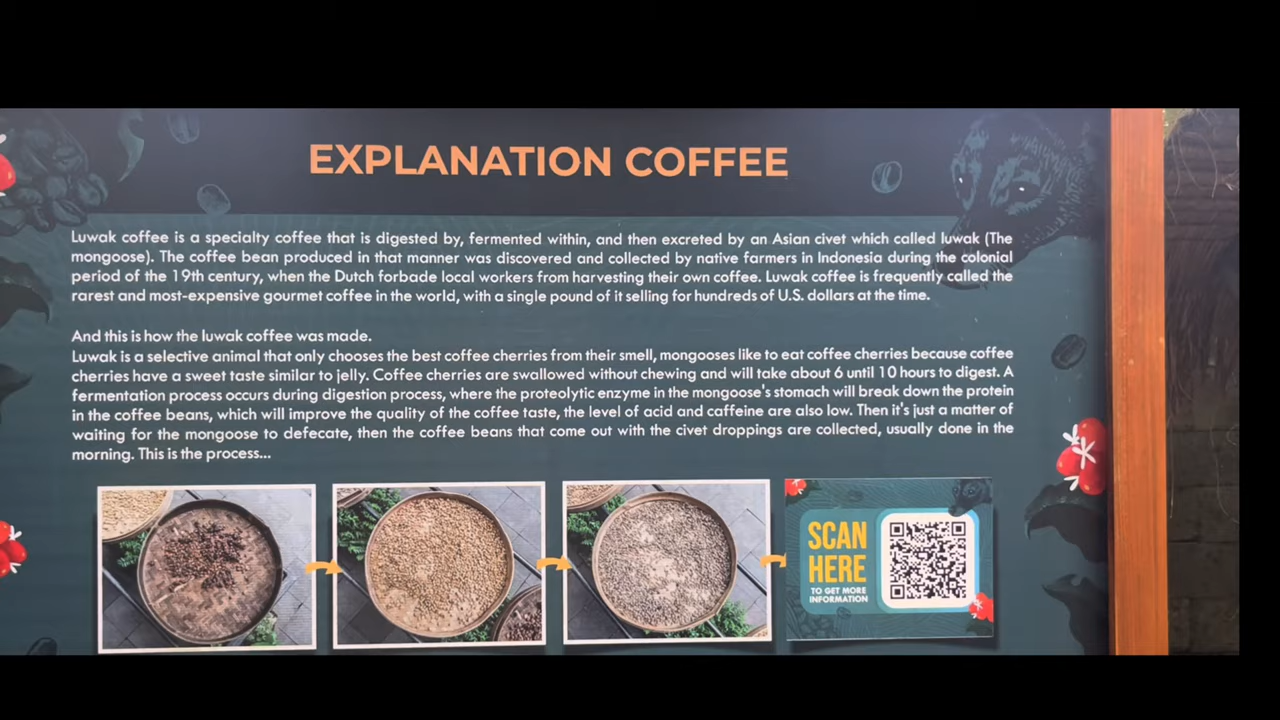 EXPLANATION COFFEE
Luwak coffee is a specialty coffee that is digested by, fermented within, and then excreted by an Asian civet which called luwak (The
mongoose). The coffee bean produced in that manner was discovered and collected by native farmers in Indonesia during the colonial
period of the 19th century, when the Dutch forbade local workers from harvesting their own coffee. Luwak coffee is frequently called the
rarest and most-expensive gourmet coffee in the world, with a single pound of it selling for hundreds of U.S. dollars at the time.
And this is how the luwak coffee was made.
Luwak is a selective animal that only chooses the best coffee cherries from their smell, mongooses like to eat coffee cherries because coffee
cherries have a sweet taste similar to jelly. Coffee cherries are swallowed without chewing and will take about 6 until 10 hours to digest. A
fermentation process occurs during digestion process, where the proteolytic enzyme in the mongoose's stomach will break down the protein
in the coffee beans, which will improve the quality of the coffee taste, the level of acid and caffeine are also low. Then it's just a matter of
waiting for the mongoose to defecate, then the coffee beans that come out with the civet droppings are collected, usually done in the
morning. This is the process...
SCAN
HERE
TO GET MORE
INFORMATION